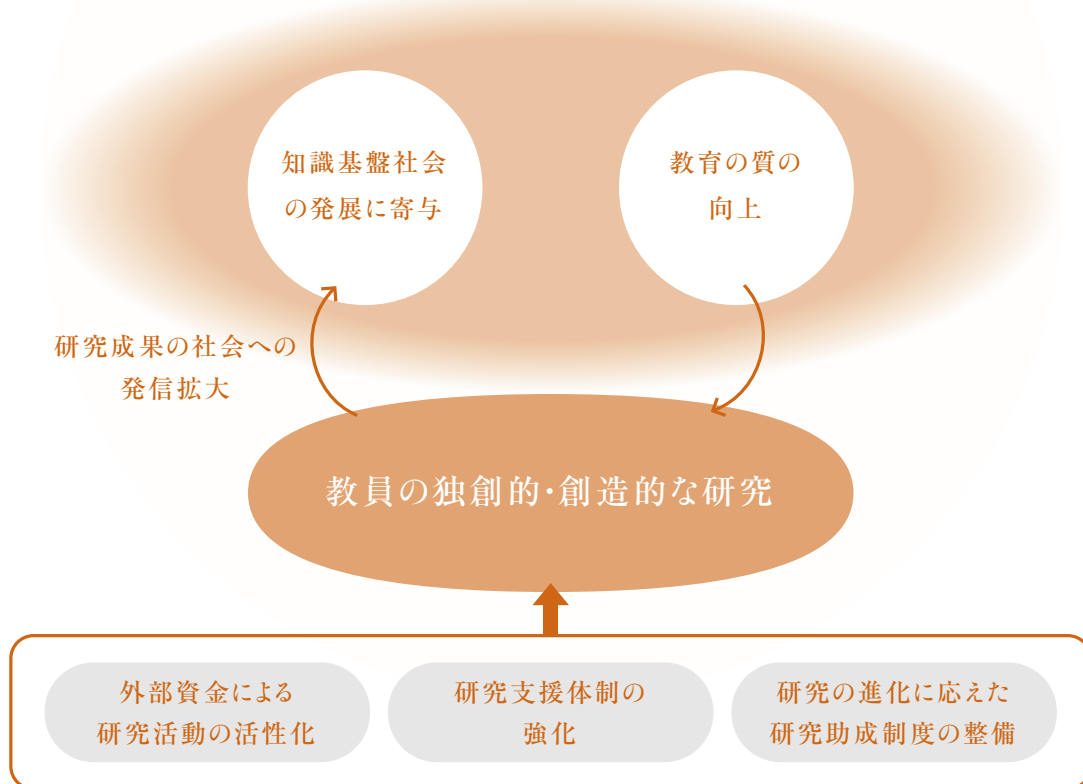 知識基盤社会
の発展に寄与
教育の質の
向上
研究成果の社会への
発信拡大
教員の独創的・創造的な研究
外部資金による
研究活動の活性化
研究支援体制の
強化
研究の進化に応えた
研究助成制度の整備